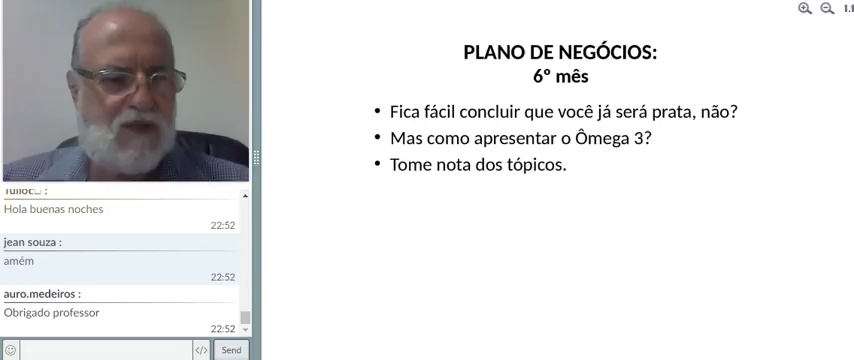 Hola buenas noches
22:52
jean souza :
amém
22:52
auro.medeiros :
Obrigado professor
22:52
Send
PLANO DE NEGÓCIOS:
6º mês
• Fica fácil concluir que você já será prata, não?
• Mas como apresentar o Ômega 3?
• Tome nota dos tópicos.